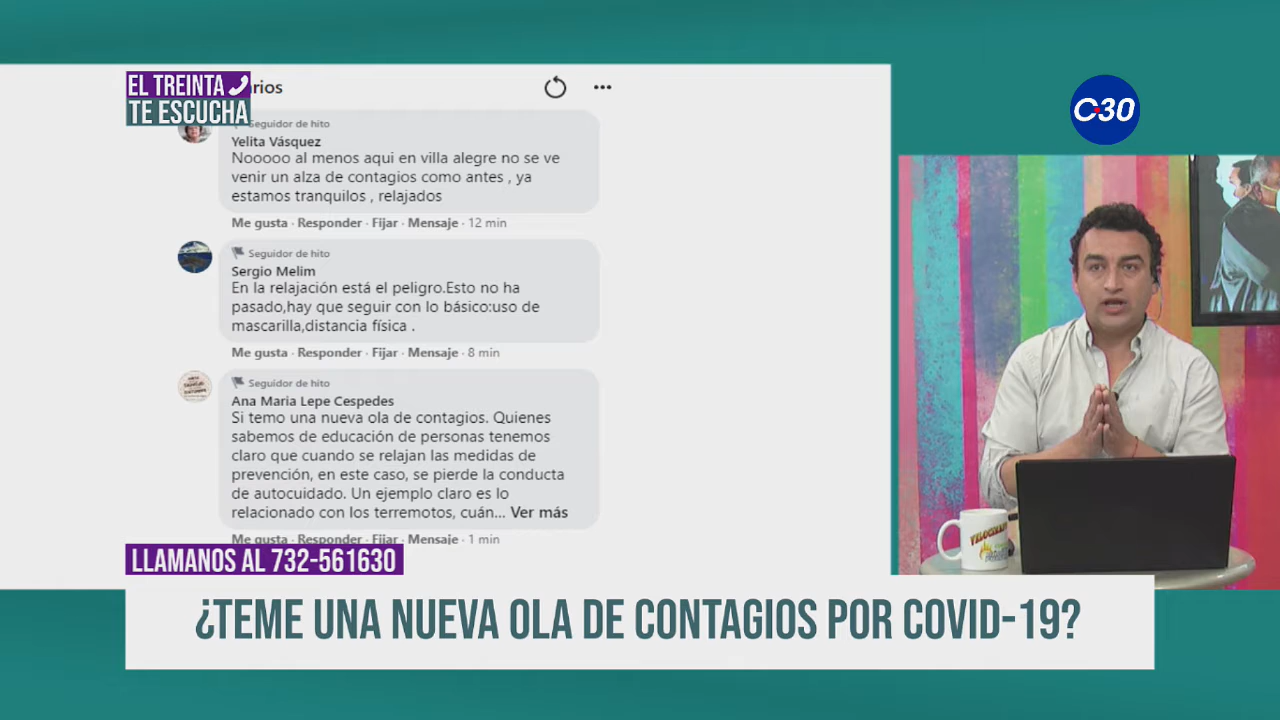 EL TREINTA
TE ESCUCHA
rios
C30
Seguidor de hito
Yelita Vásquez
Nooooo al menos aqui en villa alegre no se ve
venir un alza de contagios como antes , ya
estamos tranquilos , relajados
Me gusta · Responder · Fijar · Mensaje · 12 min
Seguidor de hito
Sergio Melim
En la relajación está el peligro.Esto no ha
pasado,hay que seguir con lo básico:uso de
mascarilla,distancia física .
Me gusta · Responder · Fijar · Mensaje · 8 min
Seguidor de hito
Ana Maria Lepe Cespedes
Si temo una nueva ola de contagios. Quienes
sabemos de educación de personas tenemos
claro que cuando se relajan las medidas de
prevención, en este caso, se pierde la conducta
de autocuidado. Un ejemplo claro es lo
relacionado con los terremotos, cuán... Ver más
Me gusta · Responder · Fijar · Mensaje · 1 min
LLAMANOS AL 732-561630
¿TEME UNA NUEVA OLA DE CONTAGIOS POR COVID-19?